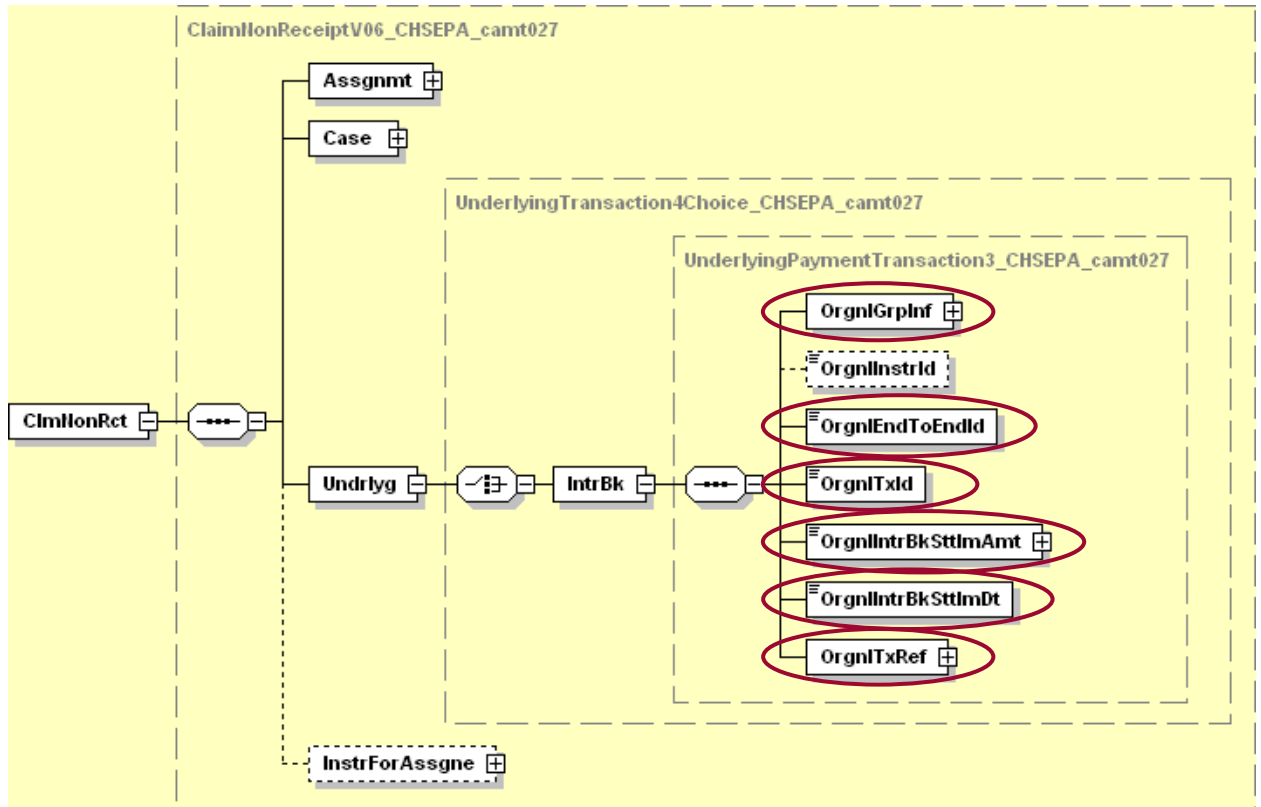 ClaimNonReceiptV06_CHSEPA_camt027
Assgnmt
Case
UnderlyingTransaction4Choice_CHSEPA_camt027
UnderlyingPaymentTransaction3_CHSEPA_camt027
OrgnlGrpInf
OrgnlInstrId
ClmNonRct
OrgnlEndToEndId
Undrlyg
IntrBk
OrgnlTxId
OrgnlIntrBkSttlmAmt
OrgnlIntrBkSttlmDt
OrgnlTxRef
InstrForAssgne